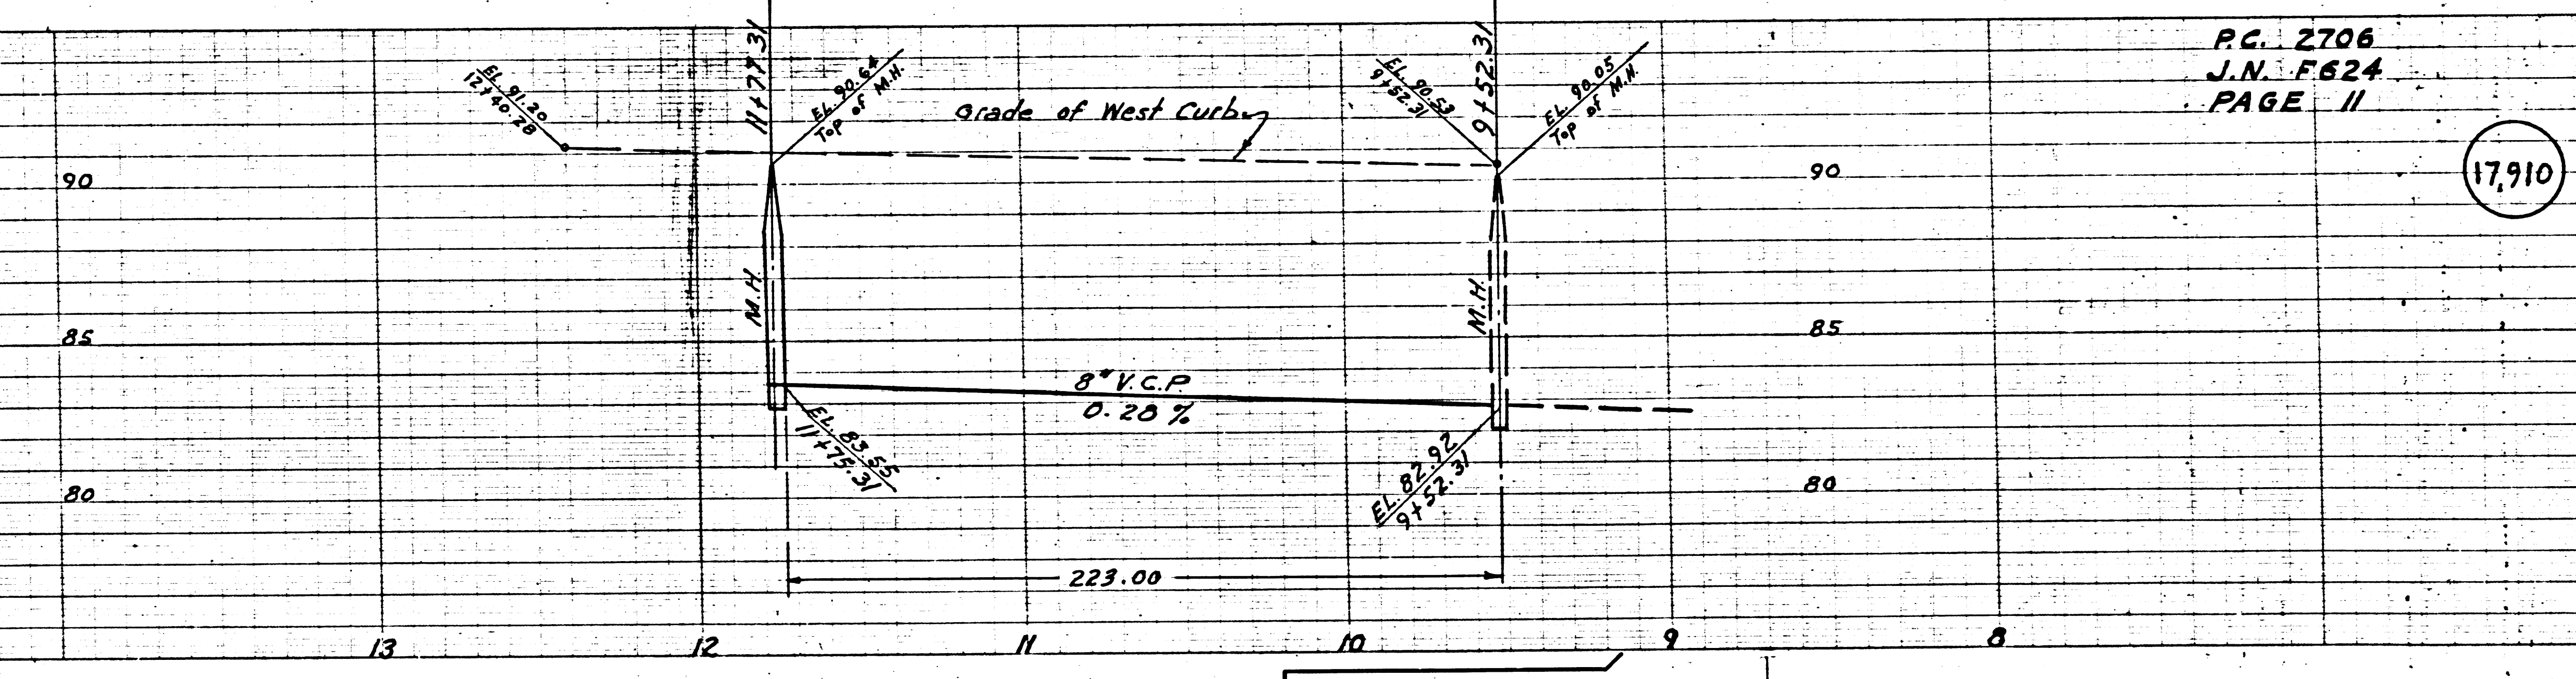 P.C. 2706
J.N. F624
PAGE 11
17,910
11+77.31
9+52.31
EL. 91.20
12+40.28
EL. 90.64
Top of M.H.
Grade of West Curb
EL. 90.53
9+52.31
EL. 90.05
Top of M.H.
90
90
M.H.
M.H.
85
85
8" V.C.P.
0.28 %
EL. 83.55
11+75.31
EL. 82.92
9+52.31
80
80
223.00
13
12
11
10
9
8